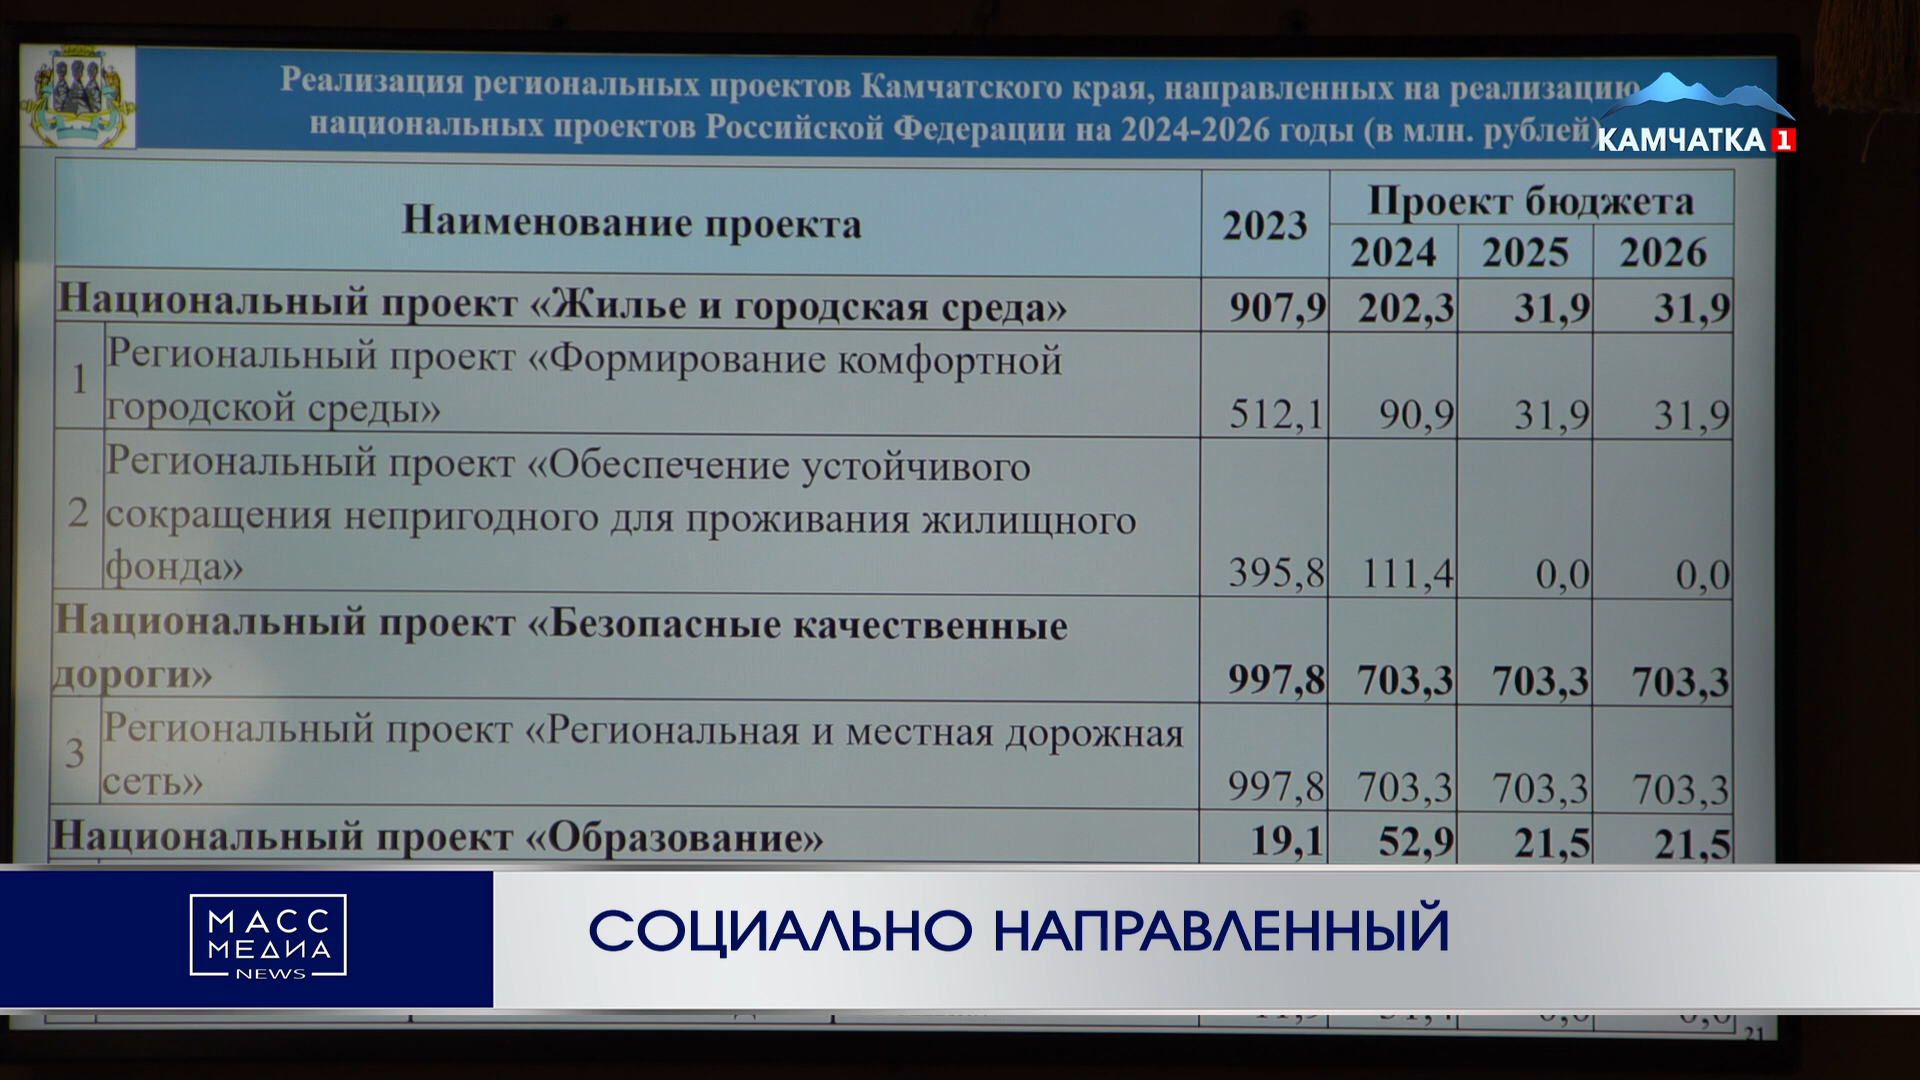 Реализация региональных проектов Камчатского края, направленных на реализацию
национальных проектов Российской Федерации на 2024-2026 годы (в млн. рублей)
КАМЧАТКА 1
Наименование проекта 2023 Проект бюджета
2024 2025 2026
Национальный проект «Жилье и городская среда» 907,9 202,3 31,9 31,9
1 Региональный проект «Формирование комфортной
городской среды» 512,1 90,9 31,9 31,9
2 Региональный проект «Обеспечение устойчивого
сокращения непригодного для проживания жилищного
фонда» 395,8 111,4 0,0 0,0
Национальный проект «Безопасные качественные
дороги» 997,8 703,3 703,3 703,3
3 Региональный проект «Региональная и местная дорожная
сеть» 997,8 703,3 703,3 703,3
Национальный проект «Образование» 19,1 52,9 21,5 21,5
МАСС
МЕДИА
NEWS
СОЦИАЛЬНО НАПРАВЛЕННЫЙ
21